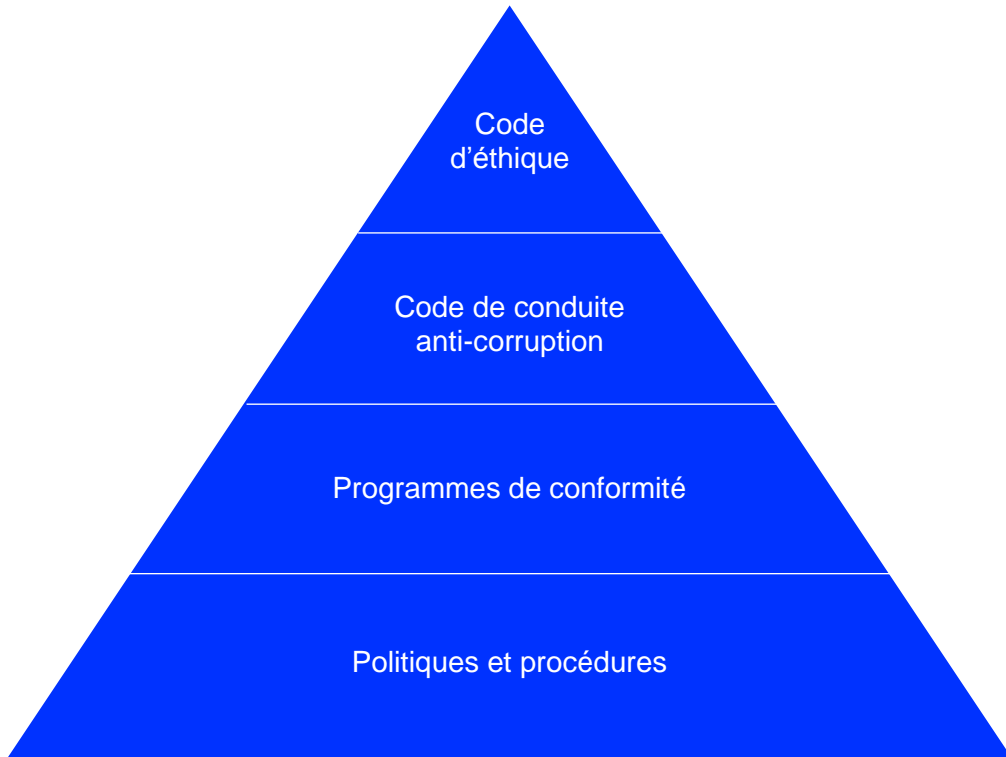 Code
d’éthique
Code de conduite
anti-corruption
Programmes de conformité
Politiques et procédures